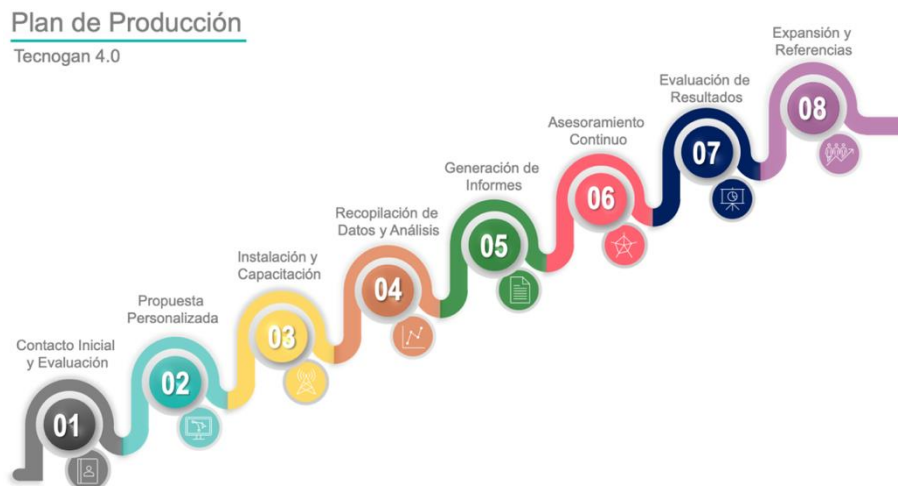 Plan de Producción
Tecnogan 4.0
Contacto Inicial
y Evaluación
01
Propuesta
Personalizada
02
Instalación y
Capacitación
03
Recopilación de
Datos y Análisis
04
Generación de
Informes
05
Asesoramiento
Continuo
06
Evaluación de
Resultados
07
Expansión y
Referencias
08